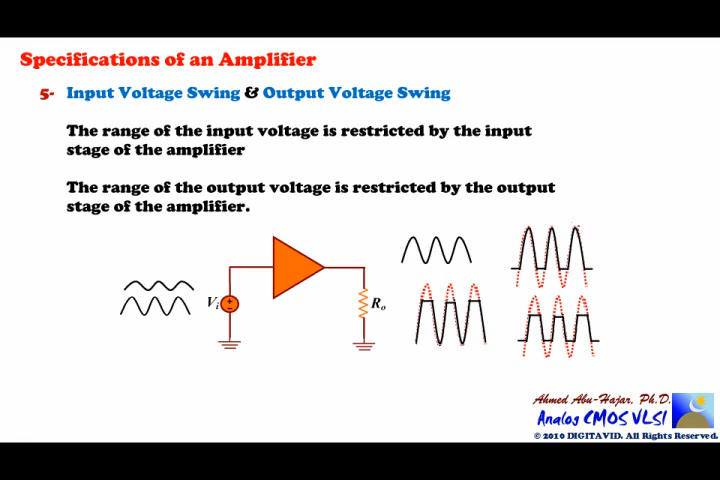 Specifications of an Amplifier
5- Input Voltage Swing & Output Voltage Swing
The range of the input voltage is restricted by the input
stage of the amplifier
The range of the output voltage is restricted by the output
stage of the amplifier.
Vi
+
−
Ro
Ahmed Abu-Hajar, Ph.D.
Analog CMOS VLSI
© 2010 DIGITAVID. All Rights Reserved.